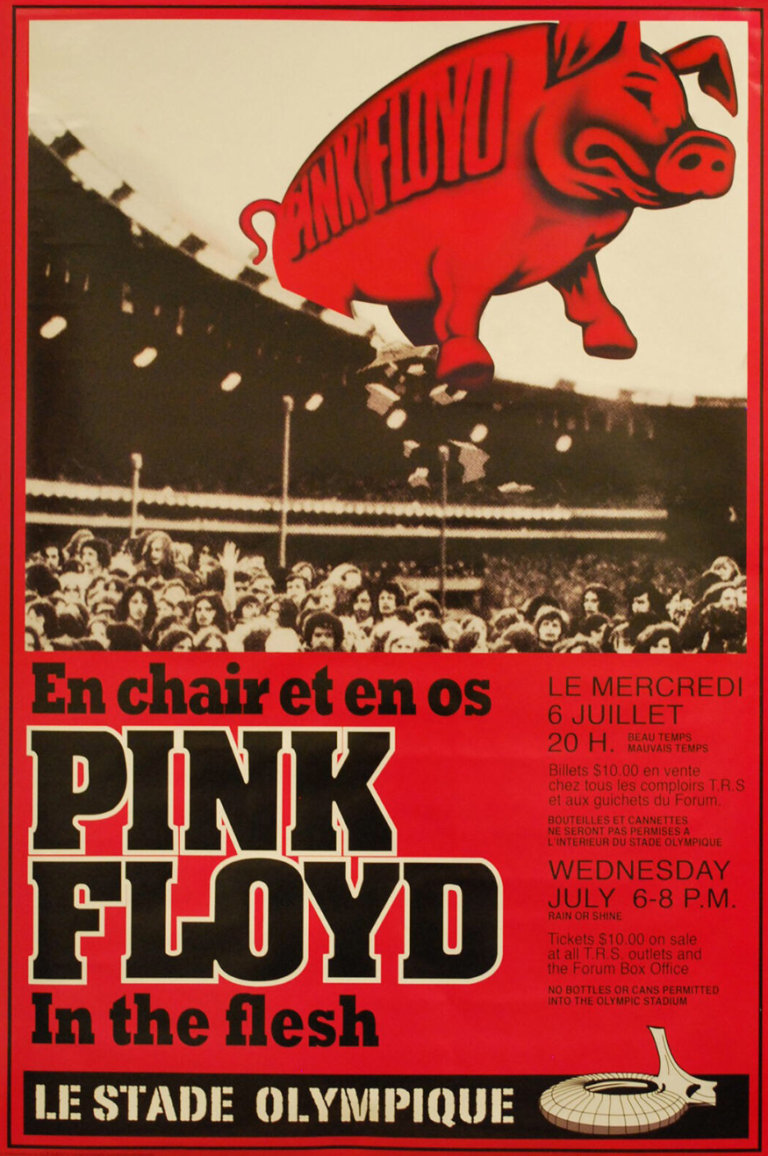 PINK FLOYD
En chair et en os
PINK
FLOYD
In the flesh
LE MERCREDI
6 JUILLET
20 H. BEAU TEMPS
MAUVAIS TEMPS
Billets $10.00 en vente
chez tous les comploirs T.R.S
et aux guichets du Forum.
BOUTEILLES ET CANNETTES
NE SERONT PAS PERMISES A
L'INTERIEUR DU STADE OLYMPIQUE
WEDNESDAY
JULY 6-8 P.M.
RAIN OR SHINE
Tickets $10.00 on sale
at all T.R.S. outlets and
the Forum Box Office
NO BOTTLES OR CANS PERMITTED
INTO THE OLYMPIC STADIUM
LE STADE OLYMPIQUE